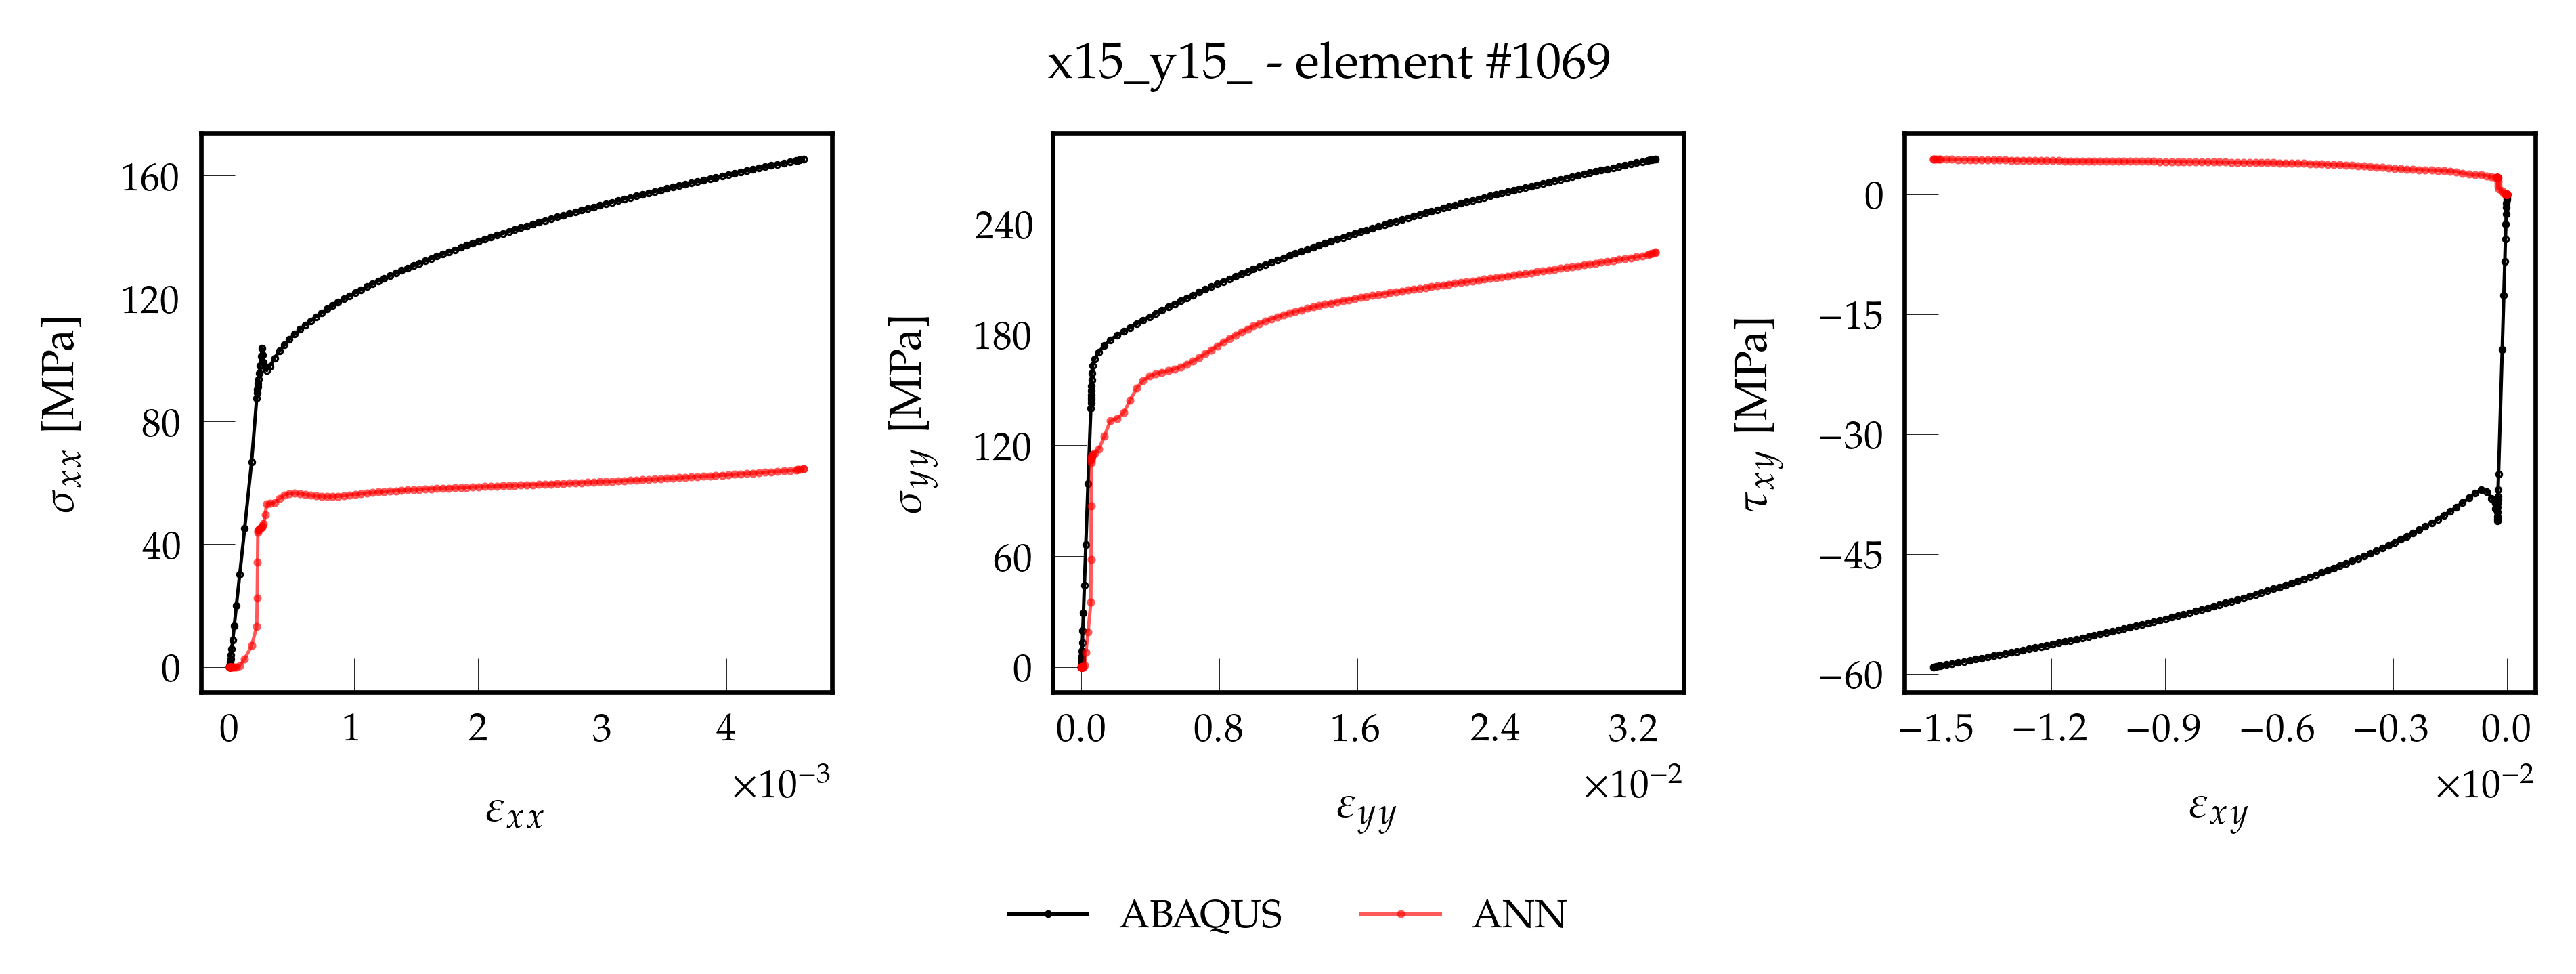 x15_y15_ - element #1069
σxx [MPa]
160
120
80
40
0
0 1 2 3 4
×10⁻³
εxx
σyy [MPa]
240
180
120
60
0
0.0 0.8 1.6 2.4 3.2
×10⁻²
εyy
τxy [MPa]
0
−15
−30
−45
−60
−1.5 −1.2 −0.9 −0.6 −0.3 0.0
×10⁻²
εxy
ABAQUS ANN